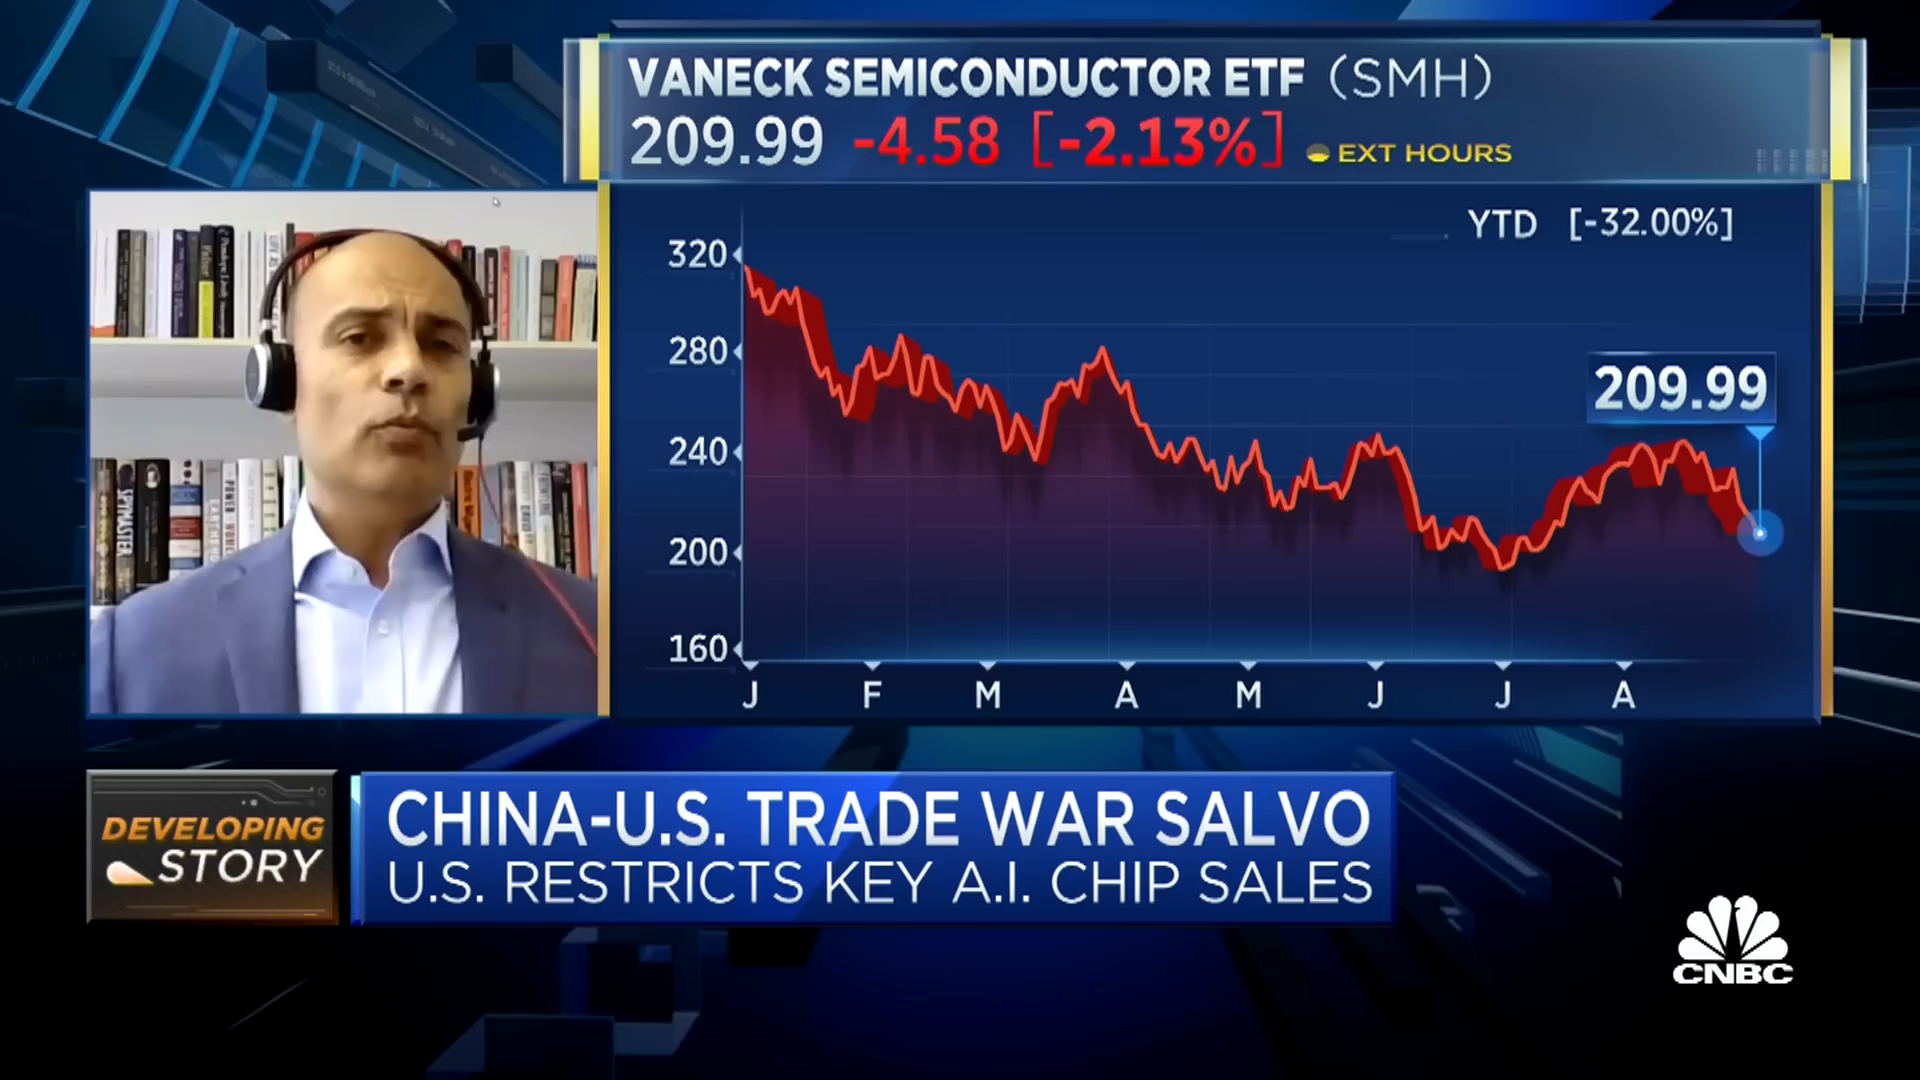 VANECK SEMICONDUCTOR ETF (SMH)
209.99 -4.58 [-2.13%] EXT HOURS
YTD [-32.00%]
320
280
240
200
160
209.99
J F M A M J J A
SPYMASTER
DEVELOPING
STORY
CHINA-U.S. TRADE WAR SALVO
U.S. RESTRICTS KEY A.I. CHIP SALES
CNBC